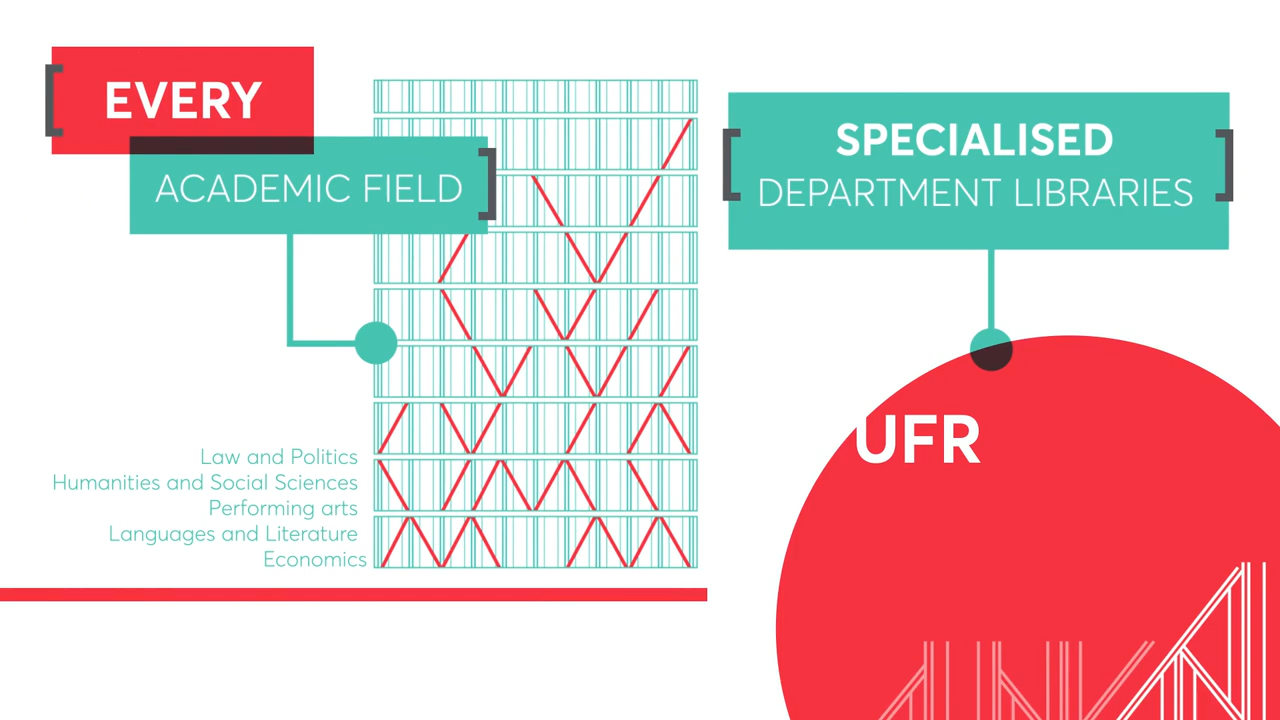 EVERY
ACADEMIC FIELD
SPECIALISED
DEPARTMENT LIBRARIES
UFR
Law and Politics
Humanities and Social Sciences
Performing arts
Languages and Literature
Economics